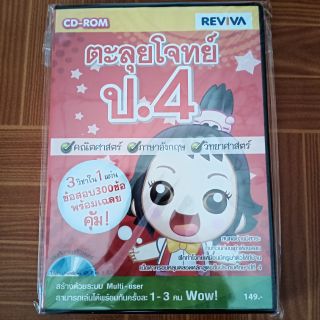 CD-ROM
REVIVA
ตะลุยโจทย์
ป.4
คณิตศาสตร์ ภาษาอังกฤษ วิทยาศาสตร์
3 วิชาใน 1 แผ่น
ข้อสอบ300ข้อ
พร้อมเฉลย
คุ้ม!
สร้างด้วยระบบ Multi-user
สามารถเล่นได้พร้อมกันครั้งละ 1-3 คน Wow!
149.-